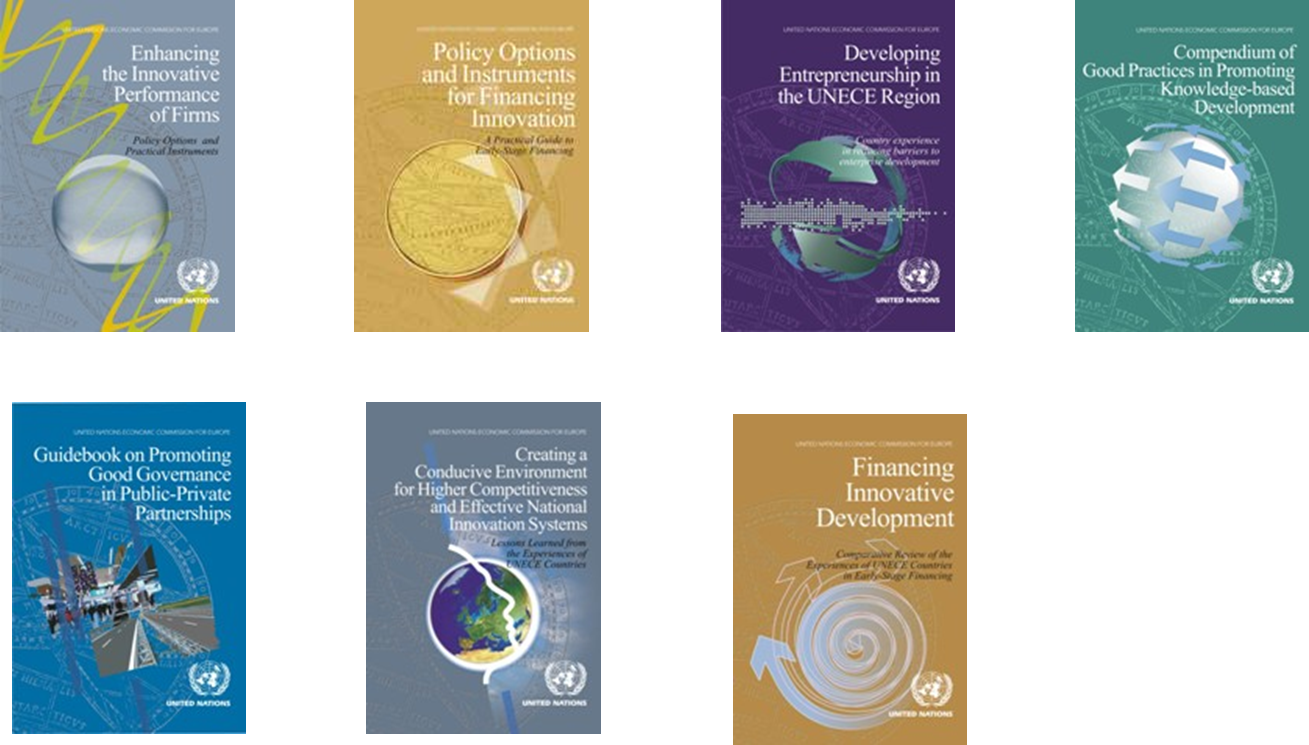 UNITED NATIONS ECONOMIC COMMISSION FOR EUROPE
Enhancing
the Innovative
Performance
of Firms
Policy Options and
Practical Instruments
UNITED NATIONS
UNITED NATIONS ECONOMIC COMMISSION FOR EUROPE
Policy Options
and Instruments
for Financing
Innovation
A Practical Guide to
Early-Stage Financing
UNITED NATIONS
UNITED NATIONS ECONOMIC COMMISSION FOR EUROPE
Developing
Entrepreneurship in
the UNECE Region
Country experience
in reducing barriers to
enterprise development
UNITED NATIONS
UNITED NATIONS ECONOMIC COMMISSION FOR EUROPE
Compendium of
Good Practices in Promoting
Knowledge-based
Development
UNITED NATIONS
UNITED NATIONS ECONOMIC COMMISSION FOR EUROPE
Guidebook on Promoting
Good Governance
in Public-Private
Partnerships
UNITED NATIONS
UNITED NATIONS ECONOMIC COMMISSION FOR EUROPE
Creating a
Conducive Environment
for Higher Competitiveness
and Effective National
Innovation Systems
Lessons Learned from
the Experiences of
UNECE Countries
UNITED NATIONS
UNITED NATIONS ECONOMIC COMMISSION FOR EUROPE
Financing
Innovative
Development
Comparative Review of the
Experiences of UNECE Countries
in Early-Stage Financing
UNITED NATIONS